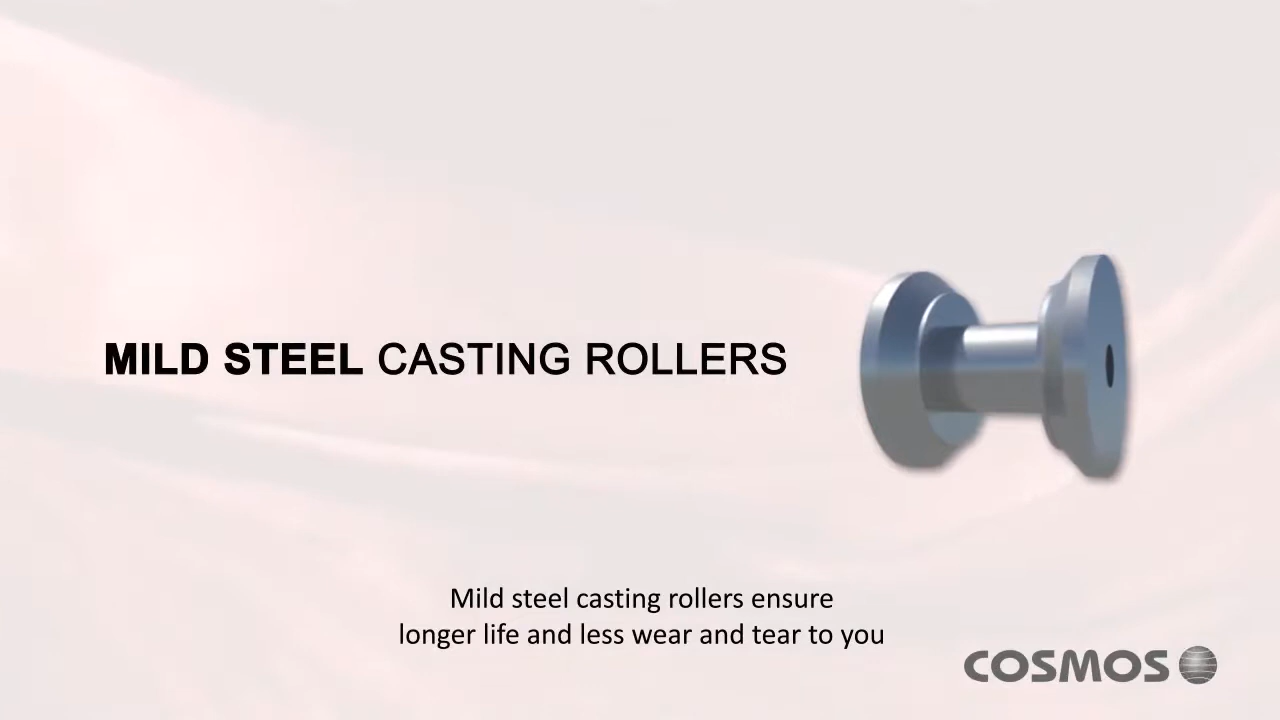 MILD STEEL CASTING ROLLERS
Mild steel casting rollers ensure
longer life and less wear and tear to you
COSMOS